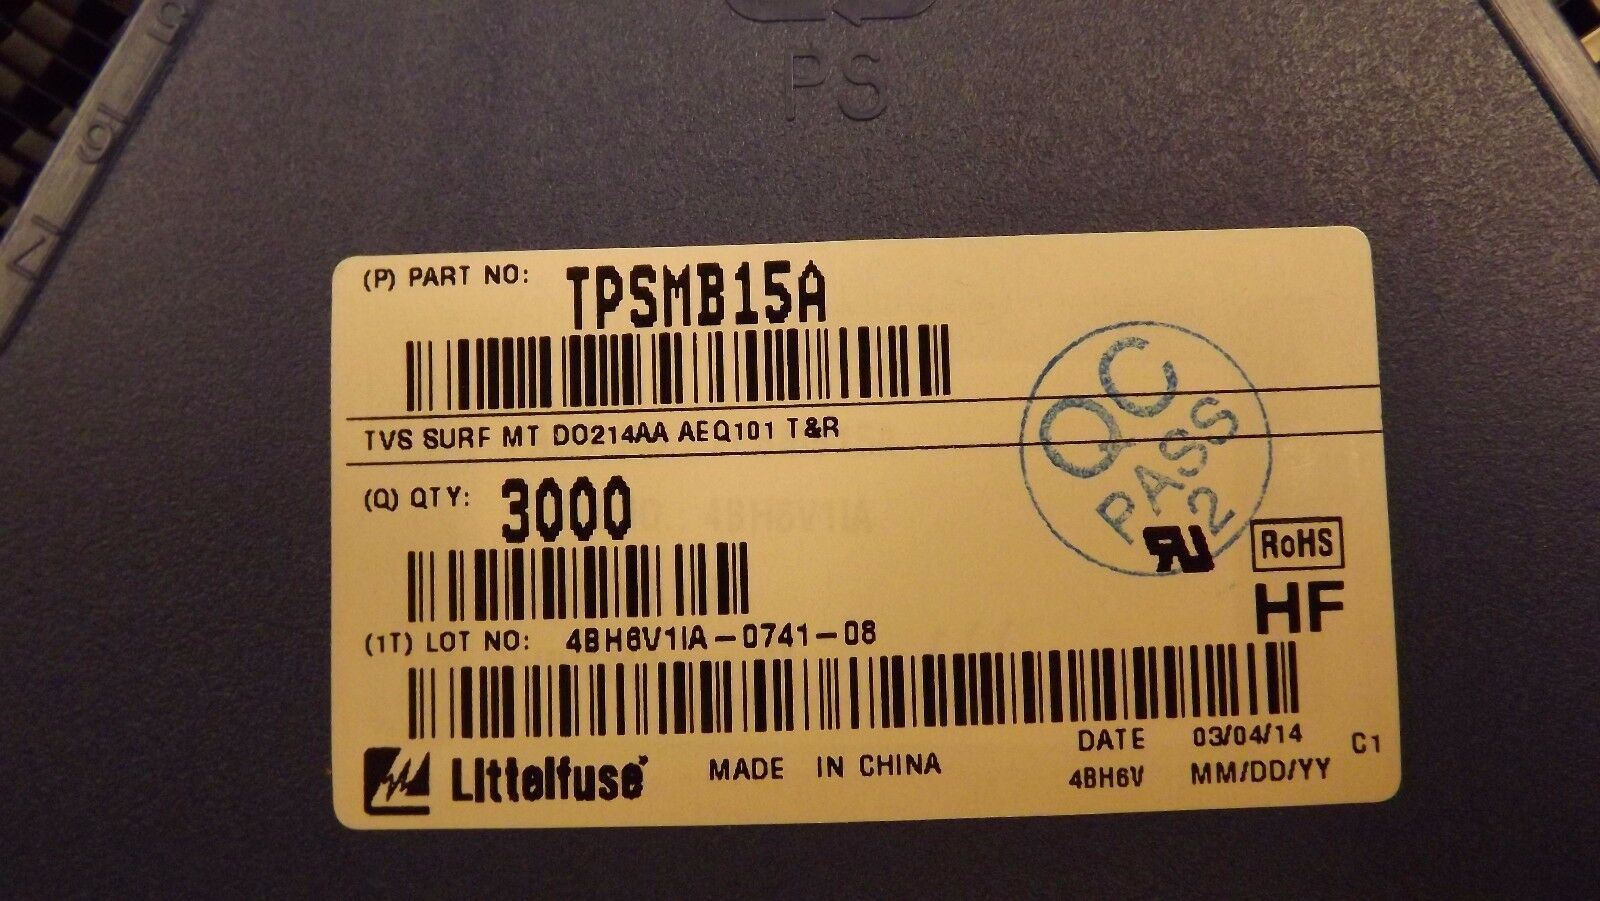 PS
(P) PART NO: TPSMB15A
TVS SURF MT DO214AA AEQ101 T&R
QC
PASS
2
(Q) QTY: 3000
RU
RoHS
HF
(1T) LOT NO: 4BH6V1IA-0741-08
Littelfuse
MADE IN CHINA
DATE 03/04/14
4BH6V MM/DD/YY
C1